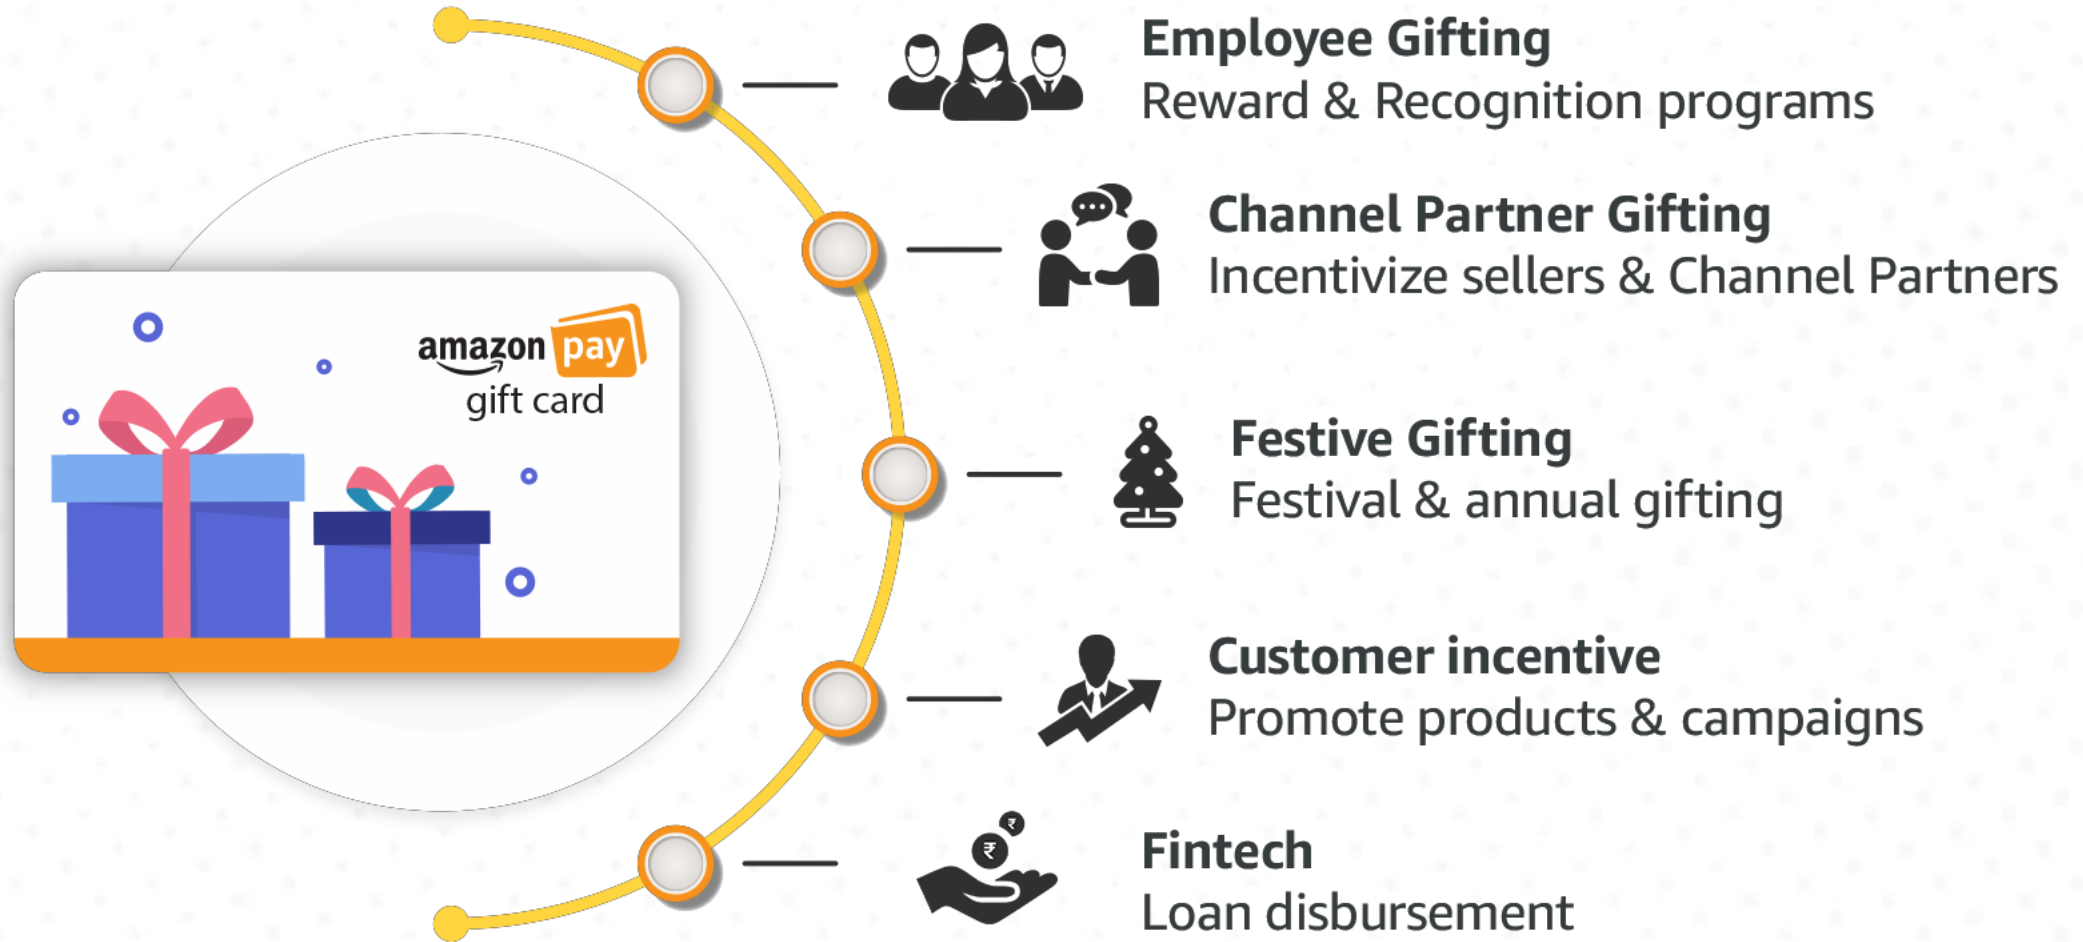 amazon pay
gift card
Employee Gifting
Reward & Recognition programs
Channel Partner Gifting
Incentivize sellers & Channel Partners
Festive Gifting
Festival & annual gifting
Customer incentive
Promote products & campaigns
₹
₹
Fintech
Loan disbursement